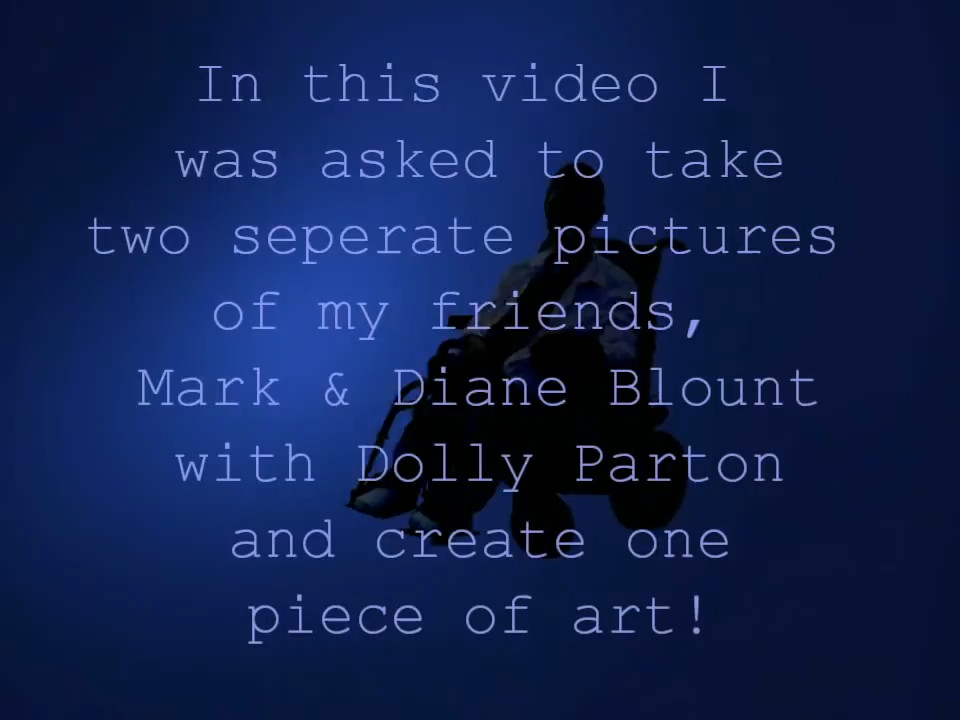 In this video I
was asked to take
two seperate pictures
of my friends,
Mark & Diane Blount
with Dolly Parton
and create one
piece of art!